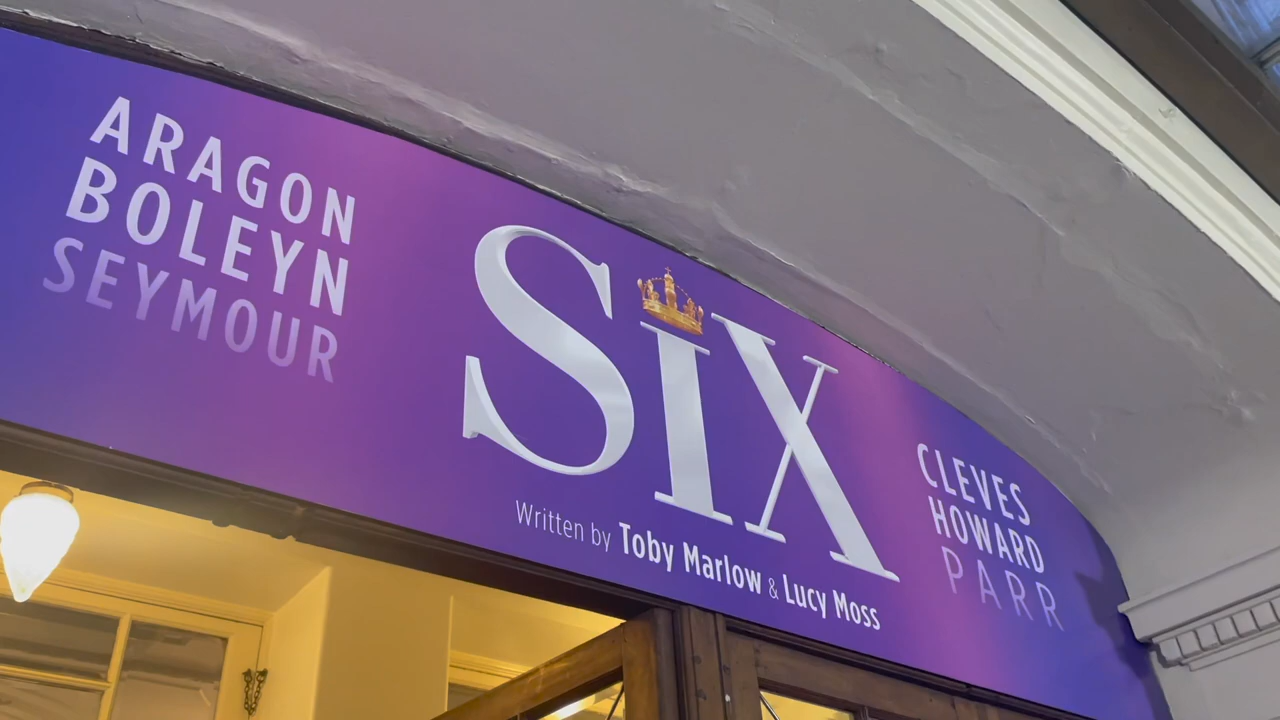 ARAGON
BOLEYN
SEYMOUR
SiX
Written by Toby Marlow & Lucy Moss
CLEVES
HOWARD
PARR